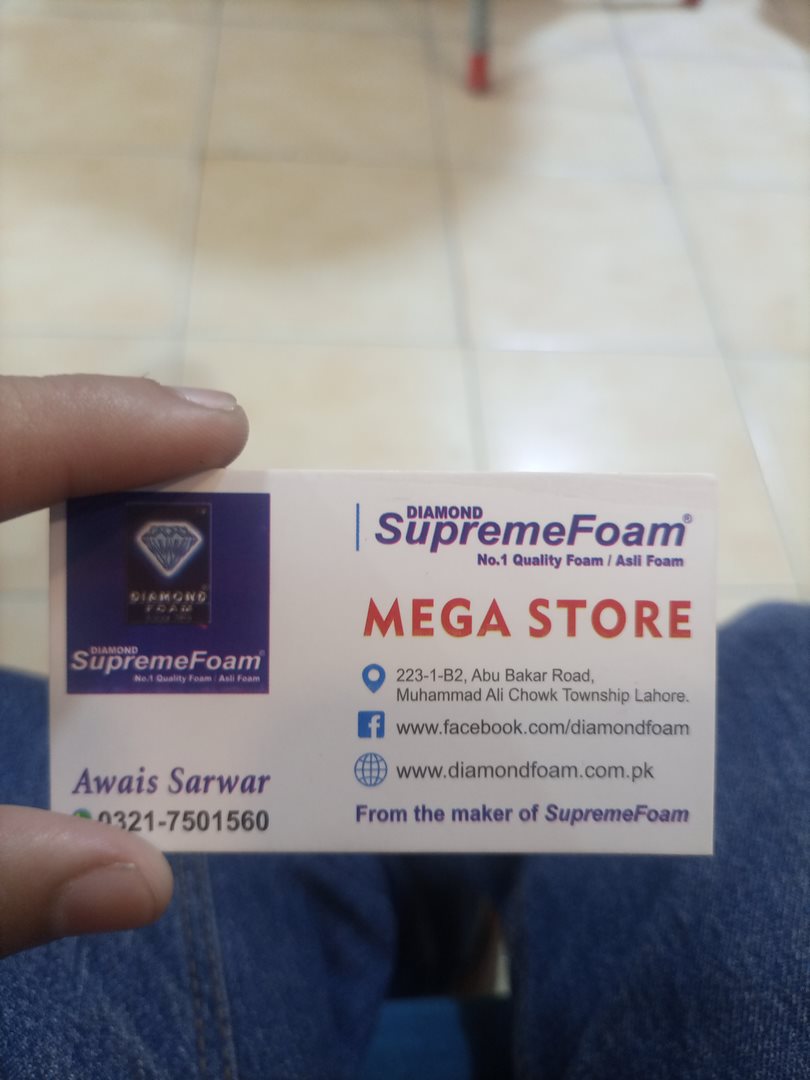 DIAMOND
FOAM
DIAMOND
SupremeFoam®
No.1 Quality Foam / Asli Foam
Awais Sarwar
0321-7501560
DIAMOND
SupremeFoam®
No.1 Quality Foam / Asli Foam
MEGA STORE
223-1-B2, Abu Bakar Road,
Muhammad Ali Chowk Township Lahore.
www.facebook.com/diamondfoam
www.diamondfoam.com.pk
From the maker of SupremeFoam